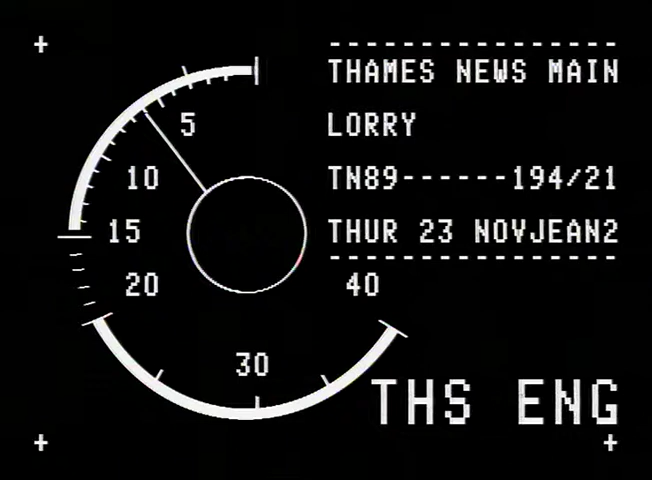 THAMES NEWS MAIN
LORRY
TN89------194/21
THUR 23 NOVJEAN2
5
10
15
20
30
40
THS ENG